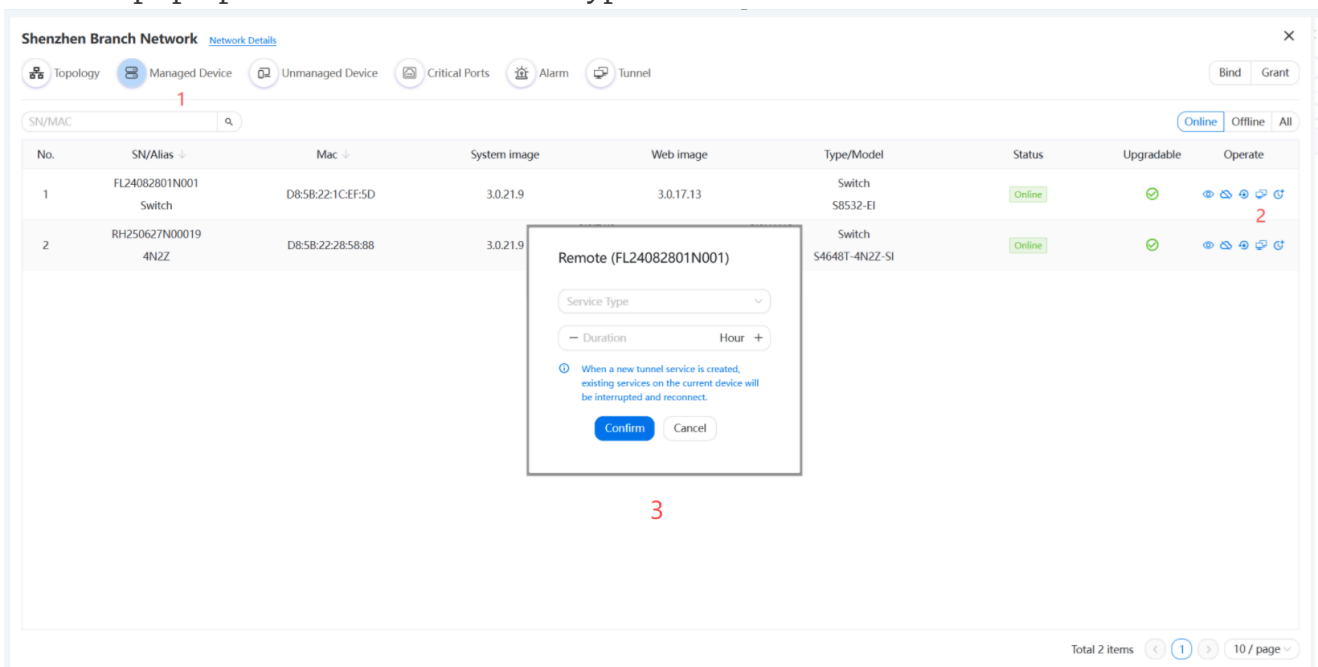 Shenzhen Branch Network Network Details
Topology Managed Device Unmanaged Device Critical Ports Alarm Tunnel Bind Grant
1
SN/MAC Online Offline All
No. SN/Alias Mac System image Web image Type/Model Status Upgradable Operate
1 FL24082801N001 Switch D8:5B:22:1C:EF:5D 3.0.21.9 3.0.17.13 Switch S8532-EI Online
2
2 RH250627N00019 4N2Z D8:5B:22:28:58:88 3.0.21.9 Switch S4648T-4N2Z-SI Online
Remote (FL24082801N001)
Service Type
Duration Hour
When a new tunnel service is created,
existing services on the current device will
be interrupted and reconnect.
Confirm Cancel
3
Total 2 items 1 10 / page